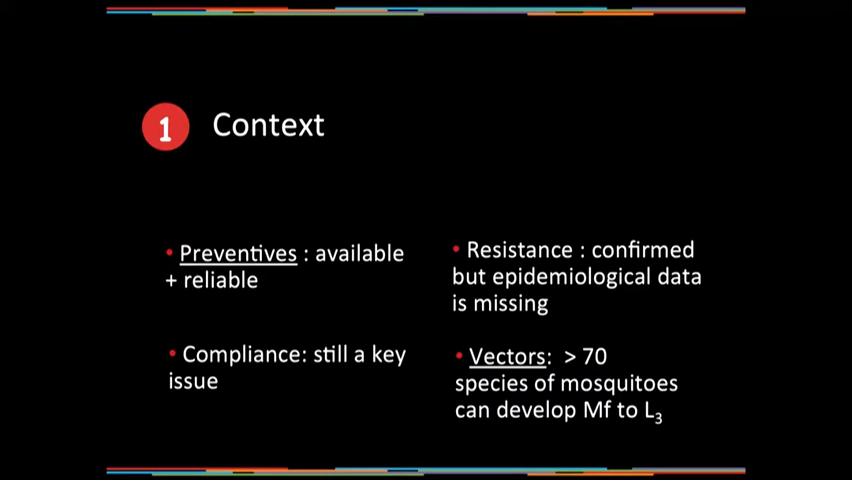 1 Context
• Preventives : available
+ reliable
• Compliance: still a key
issue
• Resistance : confirmed
but epidemiological data
is missing
• Vectors: > 70
species of mosquitoes
can develop Mf to L₃